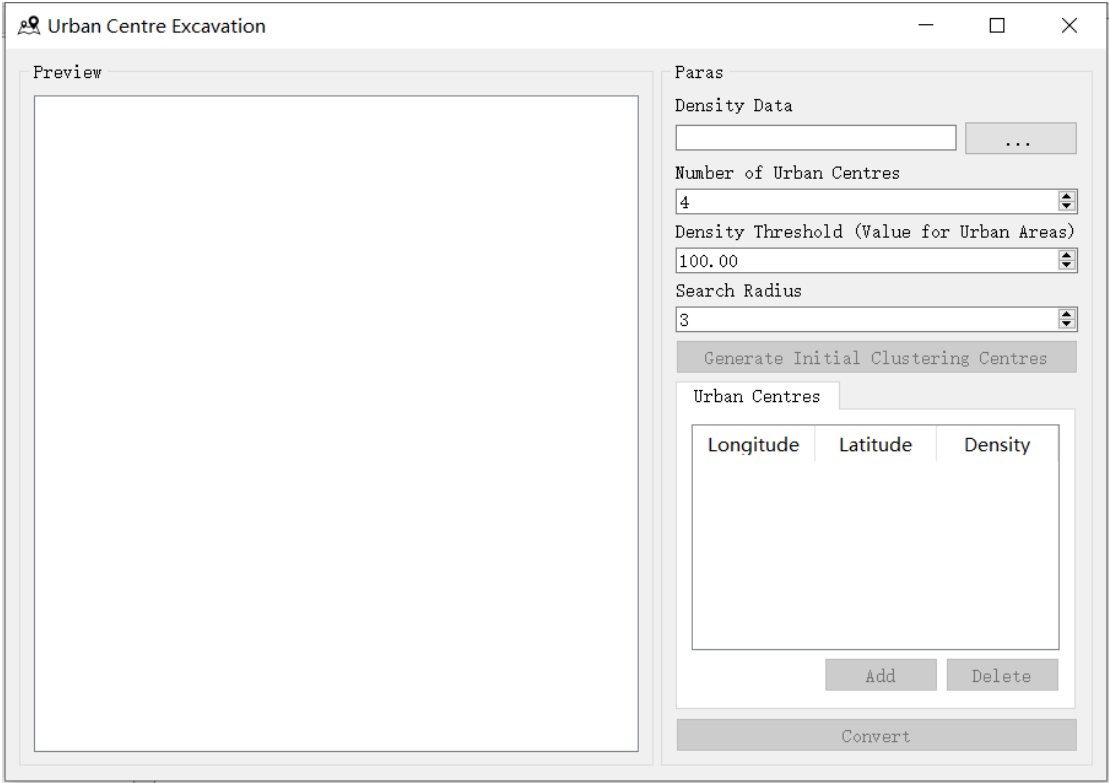 Urban Centre Excavation
Preview
Paras
Density Data
...
Number of Urban Centres
4
Density Threshold (Value for Urban Areas)
100.00
Search Radius
3
Generate Initial Clustering Centres
Urban Centres
Longitude Latitude Density
Add Delete
Convert